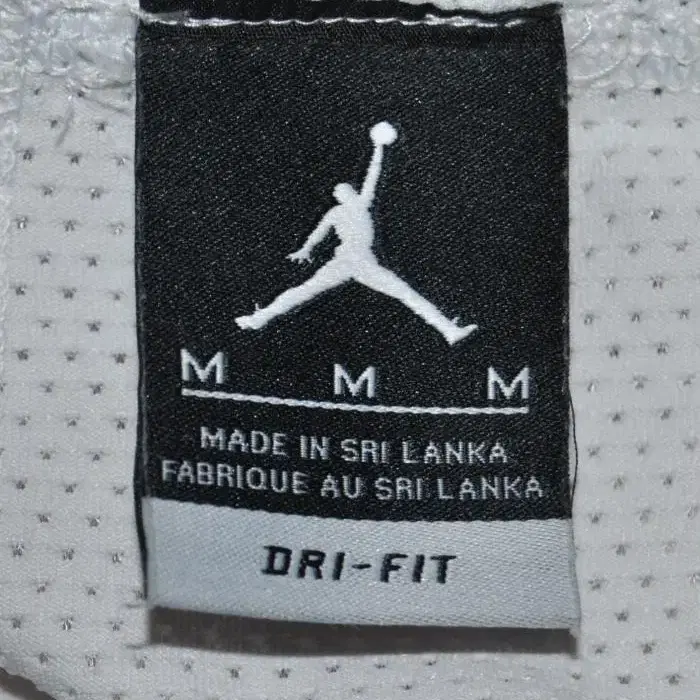 M M M
MADE IN SRI LANKA
FABRIQUE AU SRI LANKA
DRI-FIT